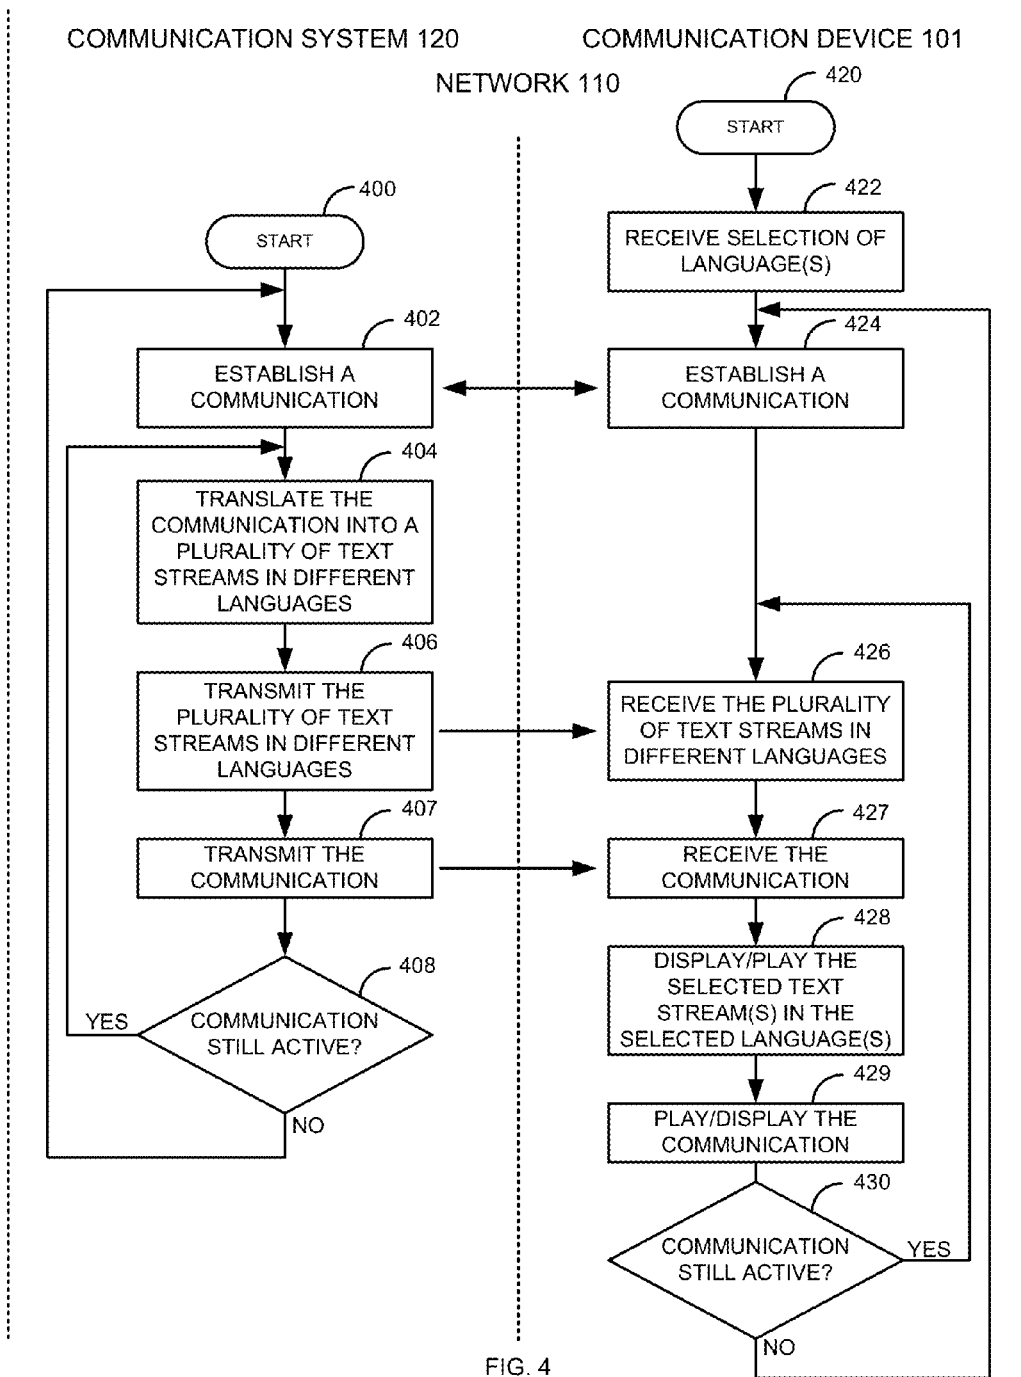 COMMUNICATION SYSTEM 120
COMMUNICATION DEVICE 101
NETWORK 110
400
START
402
ESTABLISH A
COMMUNICATION
404
TRANSLATE THE
COMMUNICATION INTO A
PLURALITY OF TEXT
STREAMS IN DIFFERENT
LANGUAGES
406
TRANSMIT THE
PLURALITY OF TEXT
STREAMS IN DIFFERENT
LANGUAGES
407
TRANSMIT THE
COMMUNICATION
408
COMMUNICATION
STILL ACTIVE?
YES
NO
420
START
422
RECEIVE SELECTION OF
LANGUAGE(S)
424
ESTABLISH A
COMMUNICATION
426
RECEIVE THE PLURALITY
OF TEXT STREAMS IN
DIFFERENT LANGUAGES
427
RECEIVE THE
COMMUNICATION
428
DISPLAY/PLAY THE
SELECTED TEXT
STREAM(S) IN THE
SELECTED LANGUAGE(S)
429
PLAY/DISPLAY THE
COMMUNICATION
430
COMMUNICATION
STILL ACTIVE?
YES
NO
FIG. 4